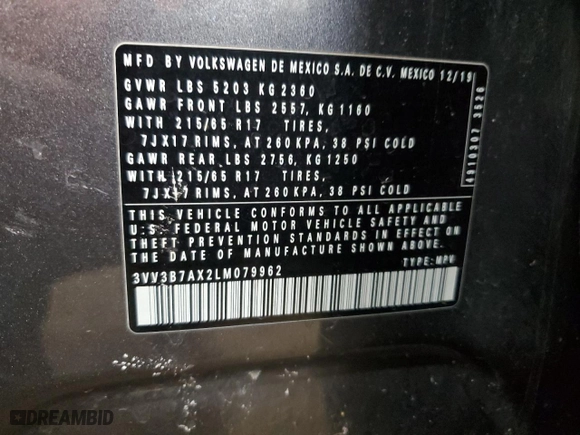 MFD BY VOLKSWAGEN DE MEXICO S.A. DE C.V. MEXICO 12/19
GVWR LBS 5203 KG 2360
GAWR FRONT LBS 2557, KG 1160
WITH 215/65 R17 TIRES,
7JX17 RIMS, AT 260 KPA, 38 PSI COLD
GAWR REAR LBS 2756, KG 1250
WITH 215/65 R17 TIRES,
7JX17 RIMS, AT 260 KPA, 38 PSI COLD
THIS VEHICLE CONFORMS TO ALL APPLICABLE
U.S. FEDERAL MOTOR VEHICLE SAFETY AND
THEFT PREVENTION STANDARDS IN EFFECT ON
THE DATE OF MANUFACTURE SHOWN ABOVE.
3VV3B7AX2LM079962 TYPE: MPV
4910307 3528
DREAMBID